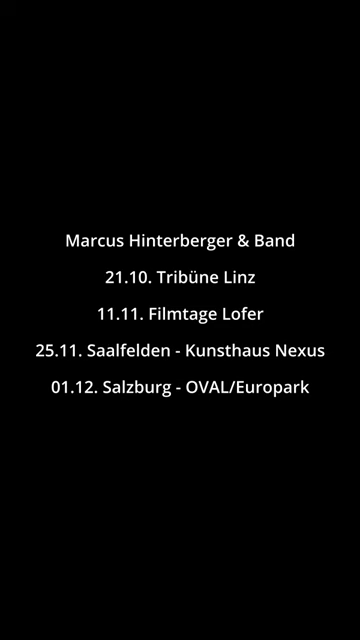 Marcus Hinterberger & Band
21.10. Tribüne Linz
11.11. Filmtage Lofer
25.11. Saalfelden - Kunsthaus Nexus
01.12. Salzburg - OVAL/Europark